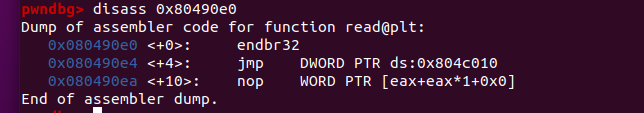 pwndbg> disass 0x80490e0
Dump of assembler code for function read@plt:
   0x080490e0 <+0>:     endbr32
   0x080490e4 <+4>:     jmp    DWORD PTR ds:0x804c010
   0x080490ea <+10>:    nop    WORD PTR [eax+eax*1+0x0]
End of assembler dump.